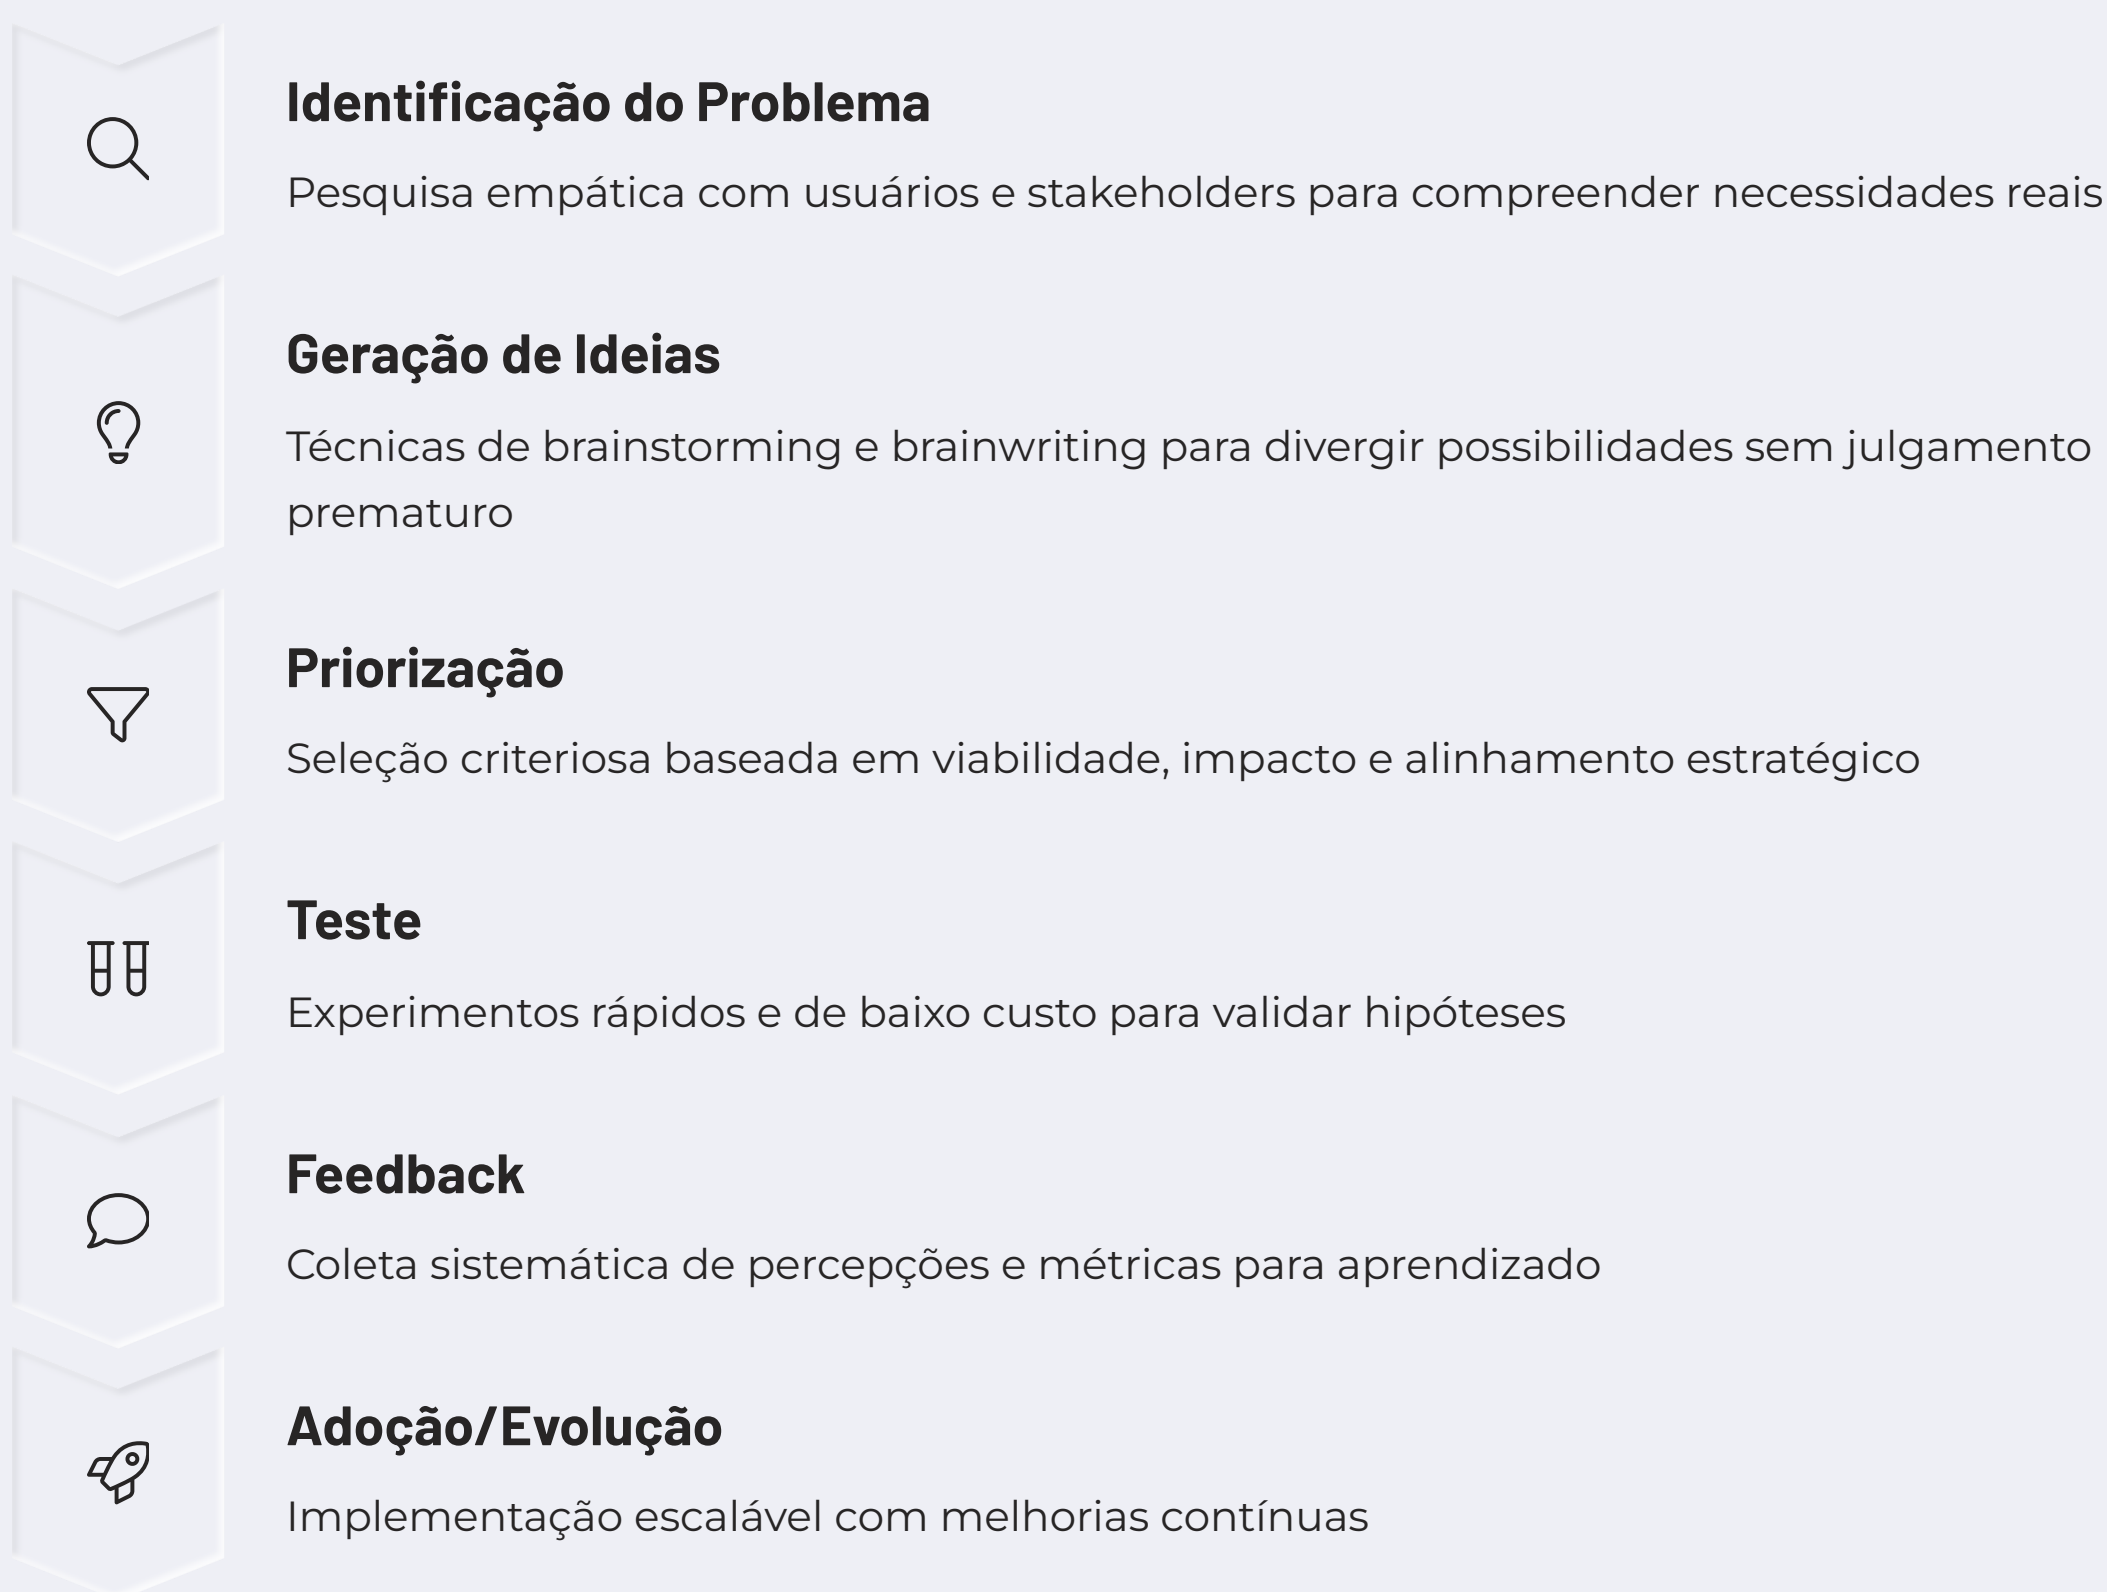 Identificação do Problema
Pesquisa empática com usuários e stakeholders para compreender necessidades reais
Geração de Ideias
Técnicas de brainstorming e brainwriting para divergir possibilidades sem julgamento
prematuro
Priorização
Seleção criteriosa baseada em viabilidade, impacto e alinhamento estratégico
Teste
Experimentos rápidos e de baixo custo para validar hipóteses
Feedback
Coleta sistemática de percepções e métricas para aprendizado
Adoção/Evolução
Implementação escalável com melhorias contínuas